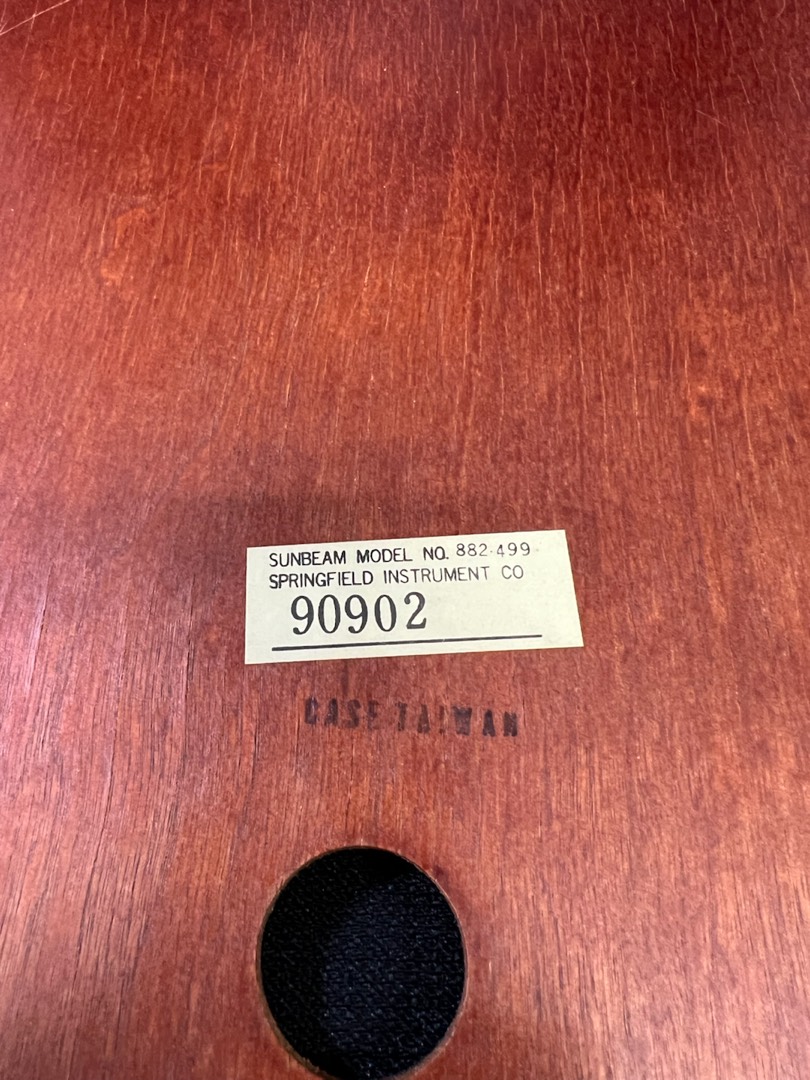 SUNBEAM MODEL NO. 882-499
SPRINGFIELD INSTRUMENT CO
90902
CASE TAIWAN